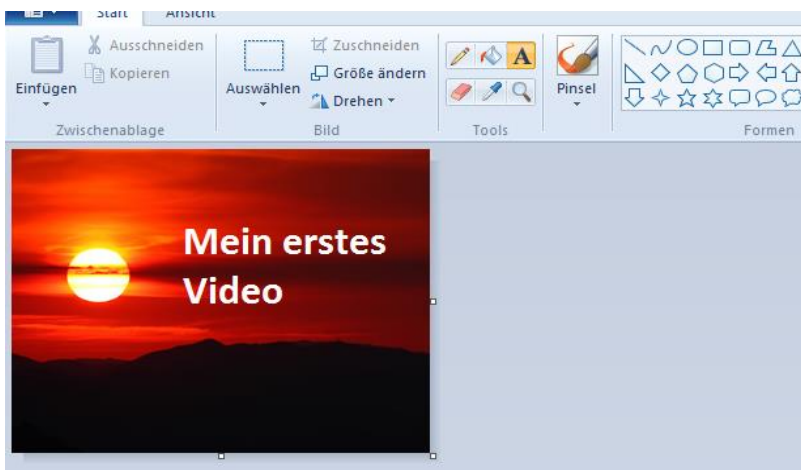 Start Ansicht
Ausschneiden Zuschneiden
Kopieren Größe ändern
Einfügen Auswählen Drehen Pinsel
Zwischenablage Bild Tools Formen
A
Mein erstes
Video